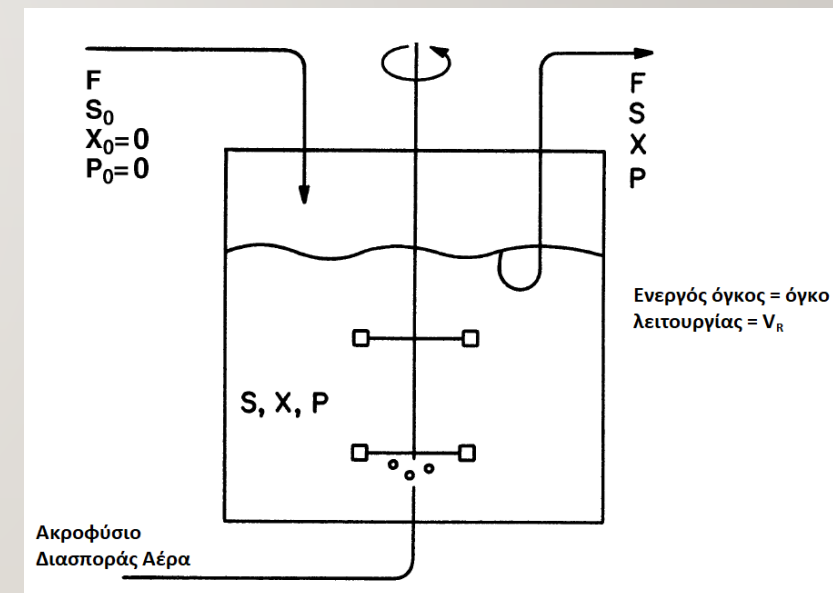 F
S₀
X₀=0
P₀=0
F
S
X
P
Ενεργός όγκος = όγκο
λειτουργίας = V_R
S, X, P
Ακροφύσιο
Διασποράς Αέρα